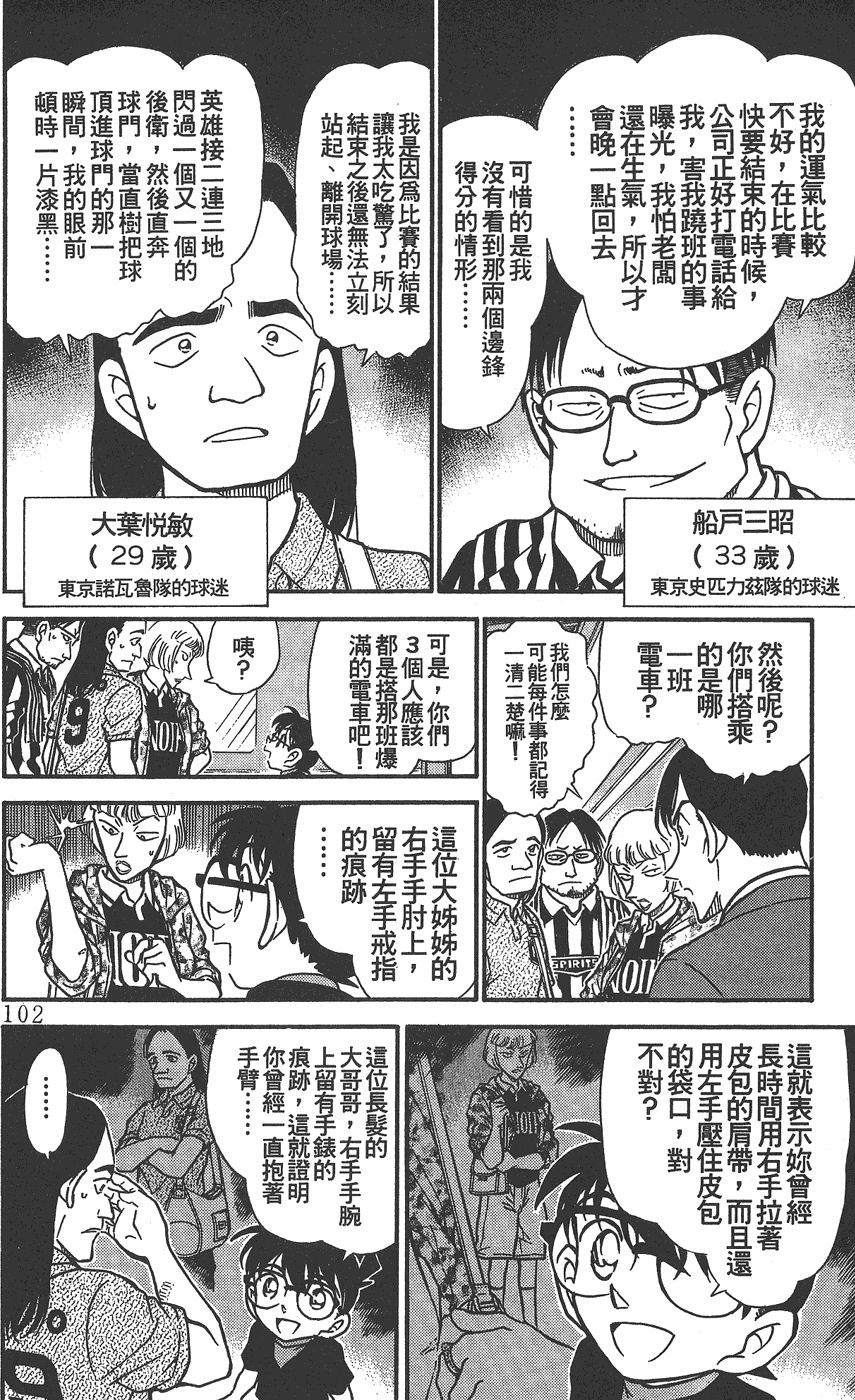 我的運氣比較
不好，在比賽
快要結束的時候，
公司正好打電話給
我，害我蹺班的事
曝光，我怕老闆
還在生氣，所以才
會晚一點回去
……
可惜的是我
沒有看到那兩個邊鋒
得分的情形……
船戶三昭
（33歲）
東京史匹力茲隊的球迷
我是因為比賽的結果
讓我太吃驚了，所以
結束之後還無法立刻
站起、離開球場……
英雄接二連三地
閃過一個又一個的
後衛，然後直奔
球門，當直樹把球
頂進球門的那一
瞬間，我的眼前
頓時一片漆黑……
大葉悦敏
（29歲）
東京諾瓦魯隊的球迷
然後呢？
你們搭乘
的是哪
一班
電車？
我們怎麼
可能每件事都記得
一清二楚嘛！
SPIRITS
NOIR
可是，你們
3個人應該
都是搭那班爆
滿的電車吧！
咦？
9
NOIR
這位大姊姊的
右手手肘上，
留有左手戒指
的痕跡
……
NOI
102
這就表示妳曾經
長時間用右手拉著
皮包的肩帶，而且還
用左手壓住皮包
的袋口，對
不對？
這位長髮的
大哥哥，右手手腕
上留有手錶的
痕跡，這就證明
你曾經一直抱著
手臂……
……